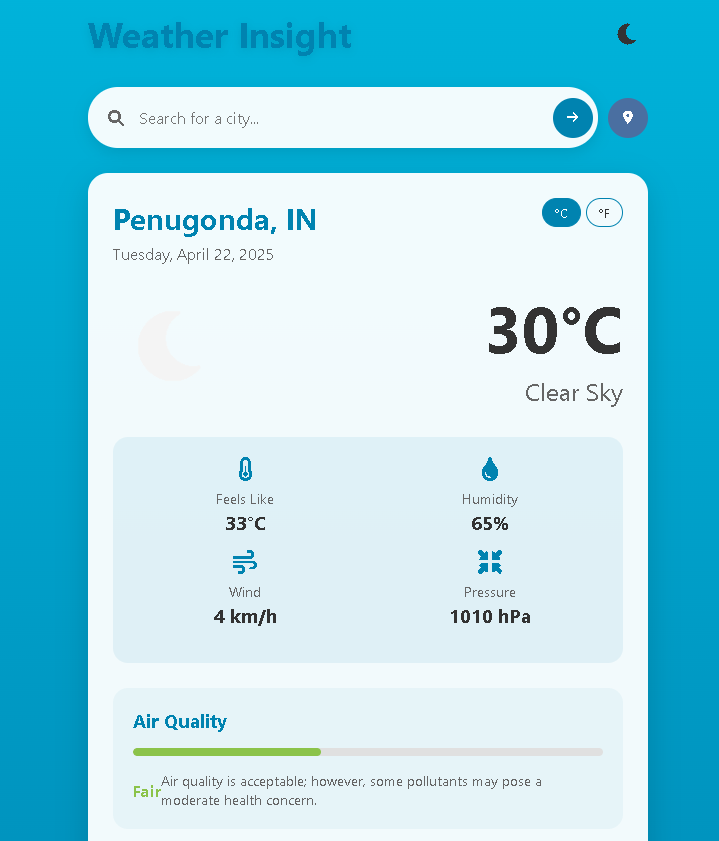 Weather Insight
Search for a city...
Penugonda, IN
°C °F
Tuesday, April 22, 2025
30°C
Clear Sky
Feels Like
33°C
Humidity
65%
Wind
4 km/h
Pressure
1010 hPa
Air Quality
Fair
Air quality is acceptable; however, some pollutants may pose a
moderate health concern.